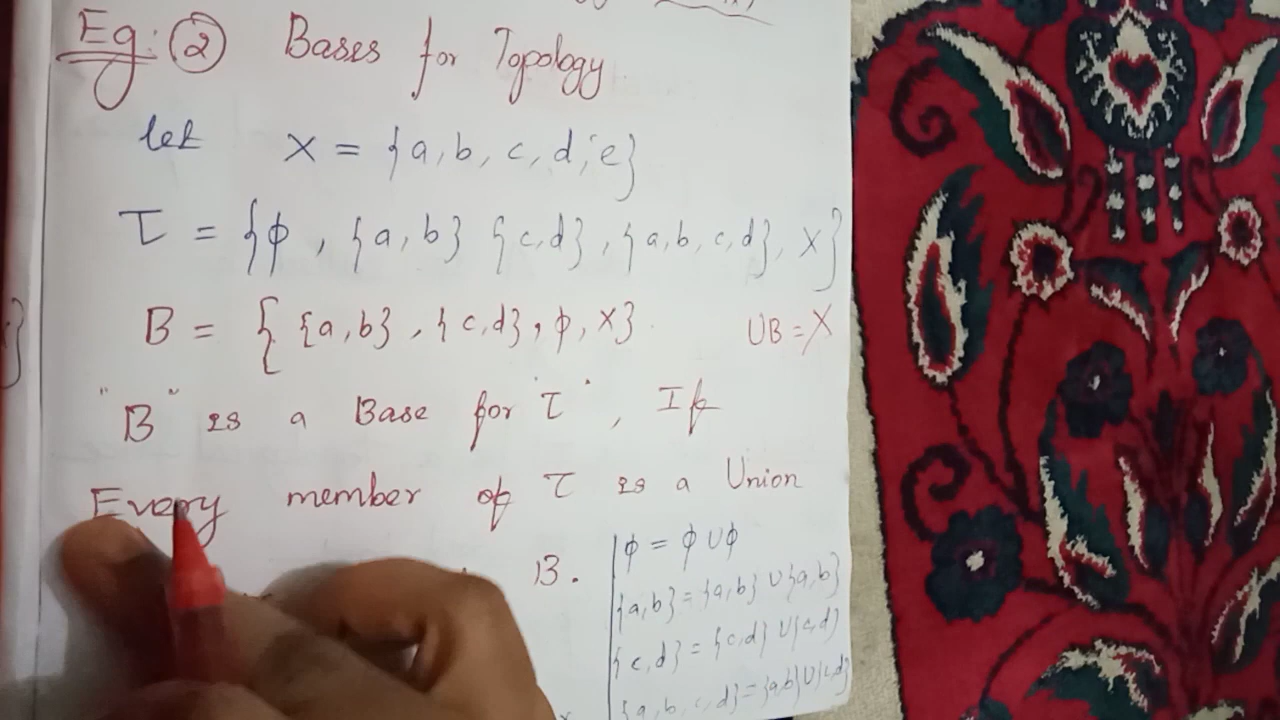 Eg: ② Bases for Topology
let X = {a, b, c, d, e}
τ = {φ, {a, b} {c, d}, {a, b, c, d}, X}
B = { {a, b}, {c, d}, φ, X}. UB = X
"B" is a Base for "τ", If
Every member of τ is a Union
B.
φ = φ ∪ φ
{a, b} = {a, b} ∪ {a, b}
{c, d} = {c, d} ∪ {c, d}
{a, b, c, d} = {a, b} ∪ {c, d}